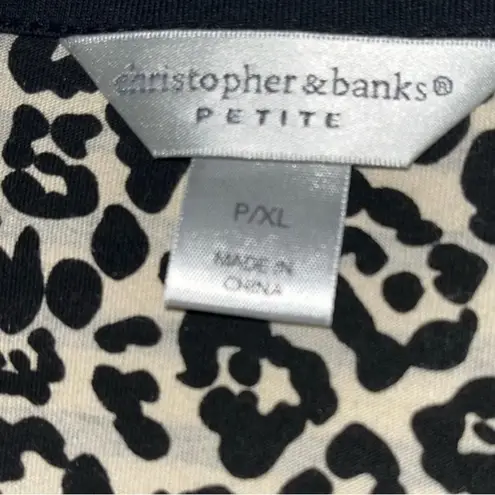 christopher & banks®
PETITE
P/XL
MADE IN
CHINA